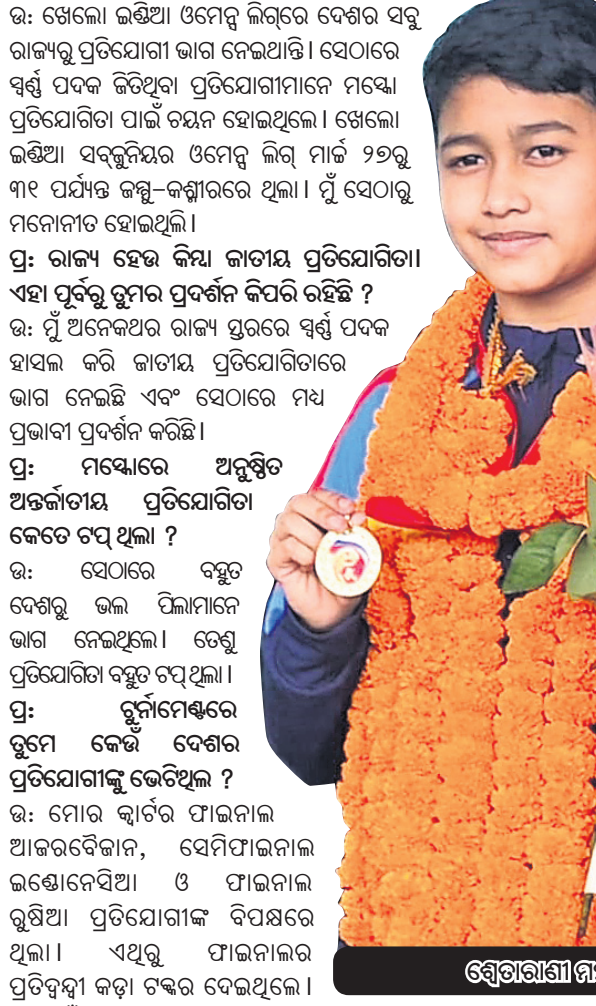 ଉ: ଖେଲୋ ଇଣ୍ଡିଆ ଓମେନ୍ସ ଲିଗ୍‌ରେ ଦେଶର ସବୁ
ରାଜ୍ୟରୁ ପ୍ରତିଯୋଗୀ ଭାଗ ନେଇଥାନ୍ତି। ସେଠାରେ
ସ୍ୱର୍ଣ୍ଣ ପଦକ ଜିତିଥିବା ପ୍ରତିଯୋଗୀମାନେ ମସ୍କୋ
ପ୍ରତିଯୋଗିତା ପାଇଁ ଚୟନ ହୋଇଥିଲେ। ଖେଲୋ
ଇଣ୍ଡିଆ ସବ୍‌ଜୁନିୟର ଓମେନ୍ସ ଲିଗ୍ ମାର୍ଚ୍ଚ ୨୭ରୁ
୩୧ ପର୍ଯ୍ୟନ୍ତ ଜମ୍ମୁ-କଶ୍ମୀରରେ ଥିଲା। ମୁଁ ସେଠାରୁ
ମନୋନୀତ ହୋଇଥିଲି।
ପ୍ର: ରାଜ୍ୟ ହେଉ କିମ୍ବା ଜାତୀୟ ପ୍ରତିଯୋଗିତା।
ଏହା ପୂର୍ବରୁ ତୁମର ପ୍ରଦର୍ଶନ କିପରି ରହିଛି ?
ଉ: ମୁଁ ଅନେକଥର ରାଜ୍ୟ ସ୍ତରରେ ସ୍ୱର୍ଣ୍ଣ ପଦକ
ହାସଲ କରି ଜାତୀୟ ପ୍ରତିଯୋଗିତାରେ
ଭାଗ ନେଇଛି ଏବଂ ସେଠାରେ ମଧ୍ୟ
ପ୍ରଭାବୀ ପ୍ରଦର୍ଶନ କରିଛି।
ପ୍ର: ମସ୍କୋରେ ଅନୁଷ୍ଠିତ
ଅନ୍ତର୍ଜାତୀୟ ପ୍ରତିଯୋଗିତା
କେତେ ଟପ୍ ଥିଲା ?
ଉ: ସେଠାରେ ବହୁତ
ଦେଶରୁ ଭଲ ପିଲାମାନେ
ଭାଗ ନେଇଥିଲେ। ତେଣୁ
ପ୍ରତିଯୋଗିତା ବହୁତ ଟପ୍ ଥିଲା।
ପ୍ର: ଟୁର୍ନାମେଣ୍ଟରେ
ତୁମେ କେଉଁ ଦେଶର
ପ୍ରତିଯୋଗୀଙ୍କୁ ଭେଟିଥିଲ ?
ଉ: ମୋର କ୍ୱାର୍ଟର ଫାଇନାଲ
ଆଜରବୈଜାନ, ସେମିଫାଇନାଲ
ଇଣ୍ଡୋନେସିଆ ଓ ଫାଇନାଲ
ରୁଷିଆ ପ୍ରତିଯୋଗୀଙ୍କ ବିପକ୍ଷରେ
ଥିଲା। ଏଥିରୁ ଫାଇନାଲର
ପ୍ରତିଦ୍ୱନ୍ଦ୍ୱୀ କଡ଼ା ଟକ୍କର ଦେଇଥିଲେ।
ଶ୍ୱେତାରାଣୀ